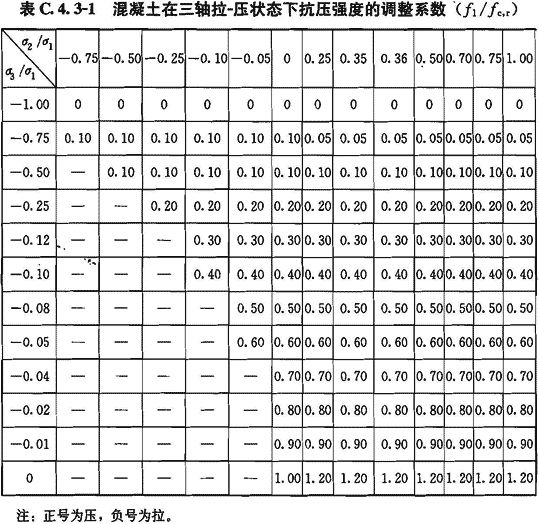 表 C.4.3-1 混凝土在三轴拉-压状态下抗压强度的调整系数（f1/fc,r）
σ2/σ1 -0.75 -0.50 -0.25 -0.10 -0.05 0 0.25 0.35 0.36 0.50 0.70 0.75 1.00
σ3/σ1
-1.00 0 0 0 0 0 0 0 0 0 0 0 0 0
-0.75 0.10 0.10 0.10 0.10 0.10 0.10 0.05 0.05 0.05 0.05 0.05 0.05 0.05
-0.50 — 0.10 0.10 0.10 0.10 0.10 0.10 0.10 0.10 0.10 0.10 0.10 0.10
-0.25 — — 0.20 0.20 0.20 0.20 0.20 0.20 0.20 0.20 0.20 0.20 0.20
-0.12 — — — 0.30 0.30 0.30 0.30 0.30 0.30 0.30 0.30 0.30 0.30
-0.10 — — — 0.40 0.40 0.40 0.40 0.40 0.40 0.40 0.40 0.40 0.40
-0.08 — — — — 0.50 0.50 0.50 0.50 0.50 0.50 0.50 0.50 0.50
-0.05 — — — — 0.60 0.60 0.60 0.60 0.60 0.60 0.60 0.60 0.60
-0.04 — — — — — 0.70 0.70 0.70 0.70 0.70 0.70 0.70 0.70
-0.02 — — — — — 0.80 0.80 0.80 0.80 0.80 0.80 0.80 0.80
-0.01 — — — — — 0.90 0.90 0.90 0.90 0.90 0.90 0.90 0.90
0 — — — — — 1.00 1.20 1.20 1.20 1.20 1.20 1.20 1.20
注：正号为压，负号为拉。